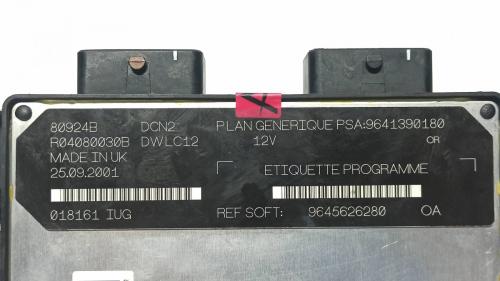 80924B DCN2 PLAN GENERIQUE PSA:9641390180
R04080030B DWLC12 12V OR
MADE IN UK ETIQUETTE PROGRAMME
25.09.2001
018161 IUG REF SOFT: 9645626280 OA